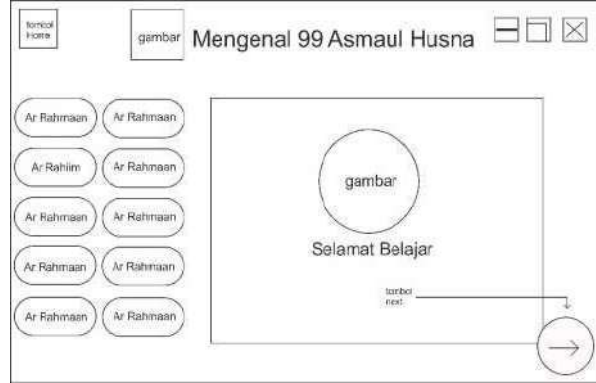 tombol
Home
gambar
Mengenal 99 Asmaul Husna
Ar Rahmaan
Ar Rahmaan
Ar Rahiim
Ar Rahmaan
Ar Rahmaan
Ar Rahmaan
Ar Rahmaan
Ar Rahmaan
Ar Rahmaan
Ar Rahmaan
gambar
Selamat Belajar
tombol
next